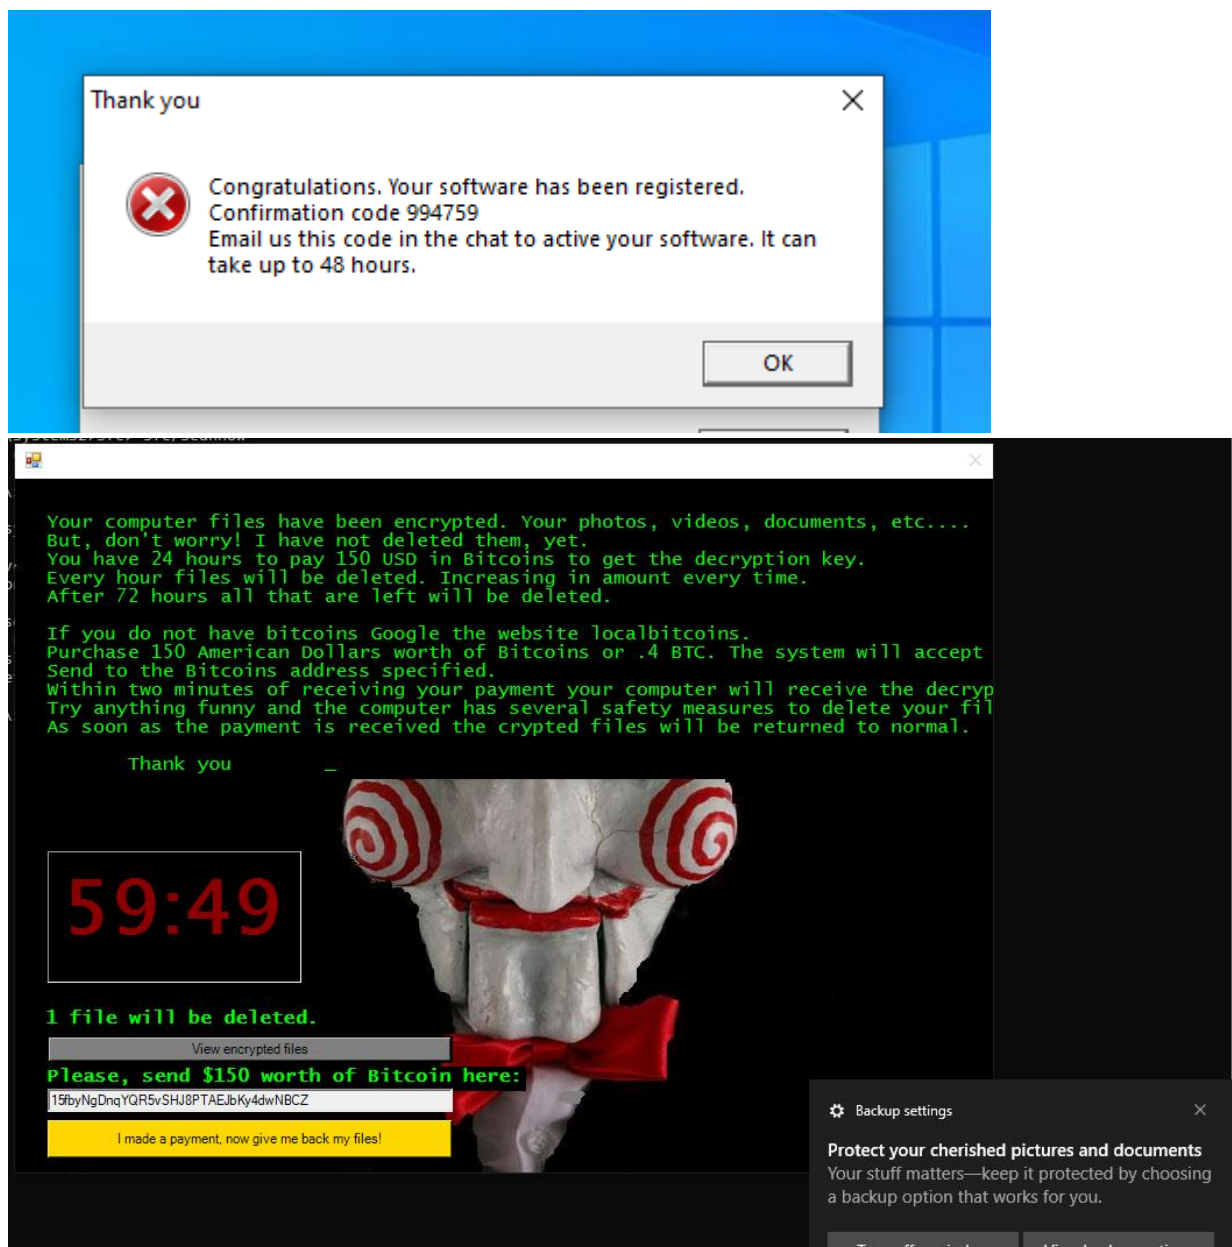 Thank you
Congratulations. Your software has been registered.
Confirmation code 994759
Email us this code in the chat to active your software. It can
take up to 48 hours.
OK
Your computer files have been encrypted. Your photos, videos, documents, etc....
But, don't worry! I have not deleted them, yet.
You have 24 hours to pay 150 USD in Bitcoins to get the decryption key.
Every hour files will be deleted. Increasing in amount every time.
After 72 hours all that are left will be deleted.
If you do not have bitcoins Google the website localbitcoins.
Purchase 150 American Dollars worth of Bitcoins or .4 BTC. The system will accept
Send to the Bitcoins address specified.
Within two minutes of receiving your payment your computer will receive the decryp
Try anything funny and the computer has several safety measures to delete your fil
As soon as the payment is received the crypted files will be returned to normal.
Thank you _
59:49
1 file will be deleted.
View encrypted files
Please, send $150 worth of Bitcoin here:
15fbyNgDnqYQR5vSHJ8PTAEJbKy4dwNBCZ
I made a payment, now give me back my files!
Backup settings
Protect your cherished pictures and documents
Your stuff matters—keep it protected by choosing
a backup option that works for you.